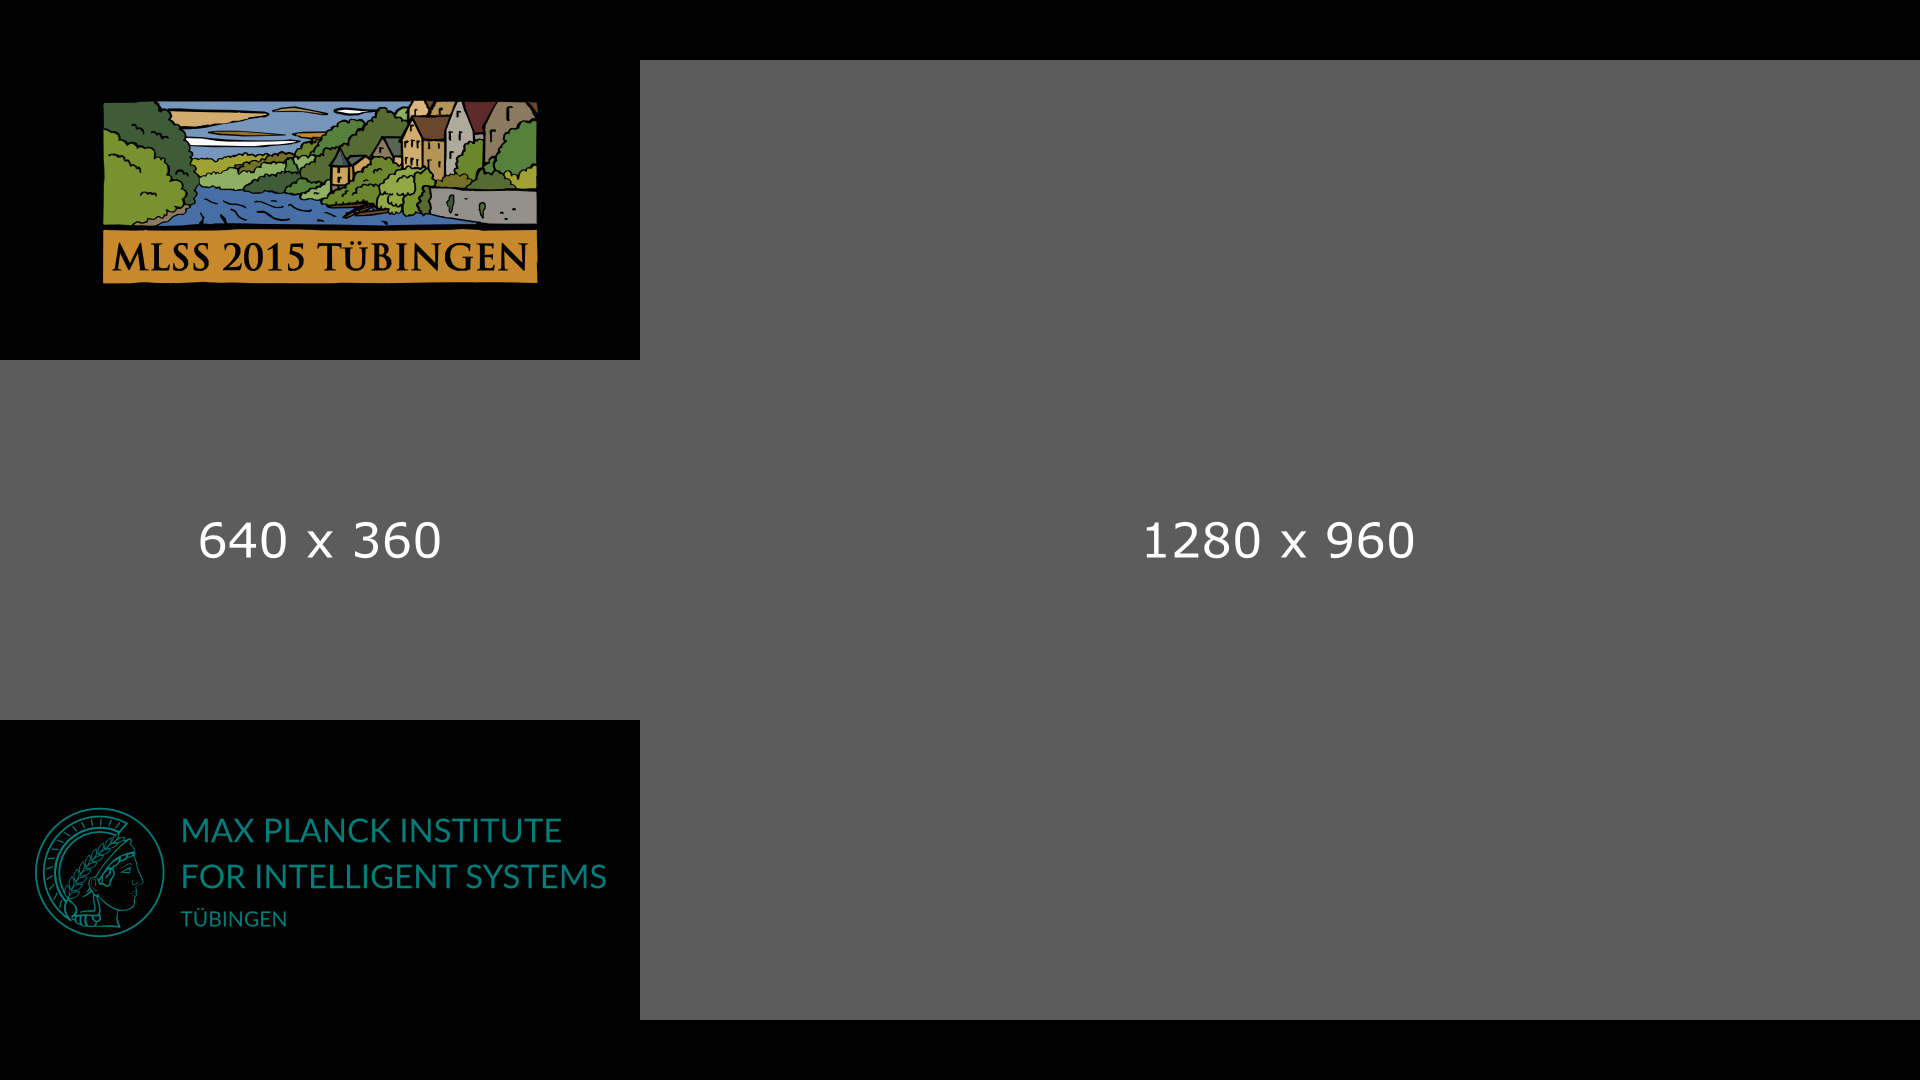 MLSS 2015 TÜBINGEN
640 x 360
1280 x 960
MAX PLANCK INSTITUTE
FOR INTELLIGENT SYSTEMS
TÜBINGEN